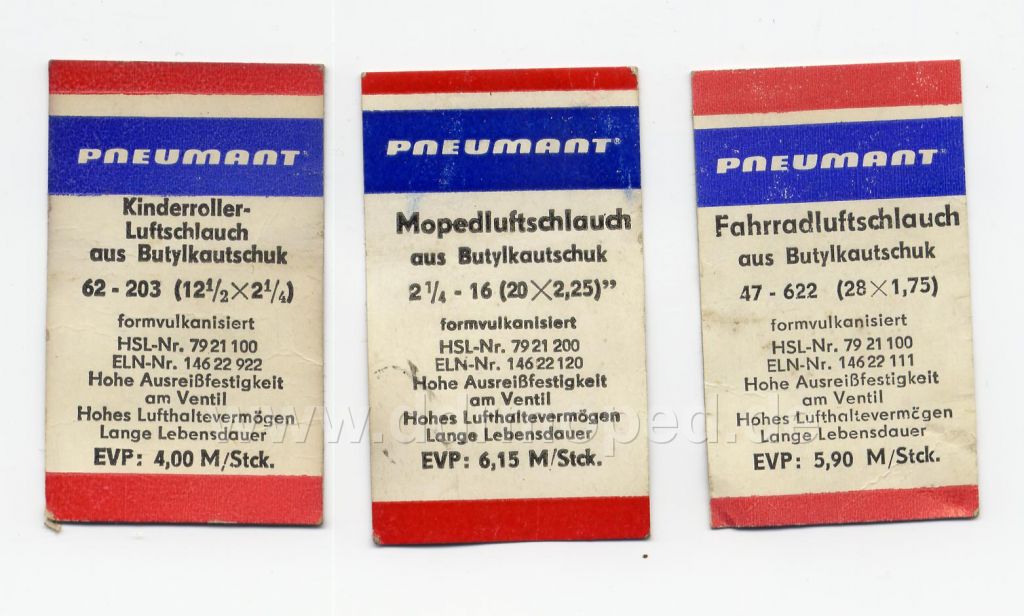 PNEUMANT
Kinderroller-
Luftschlauch
aus Butylkautschuk
62 - 203 (12½×2¼)
formvulkanisiert
HSL-Nr. 79 21 100
ELN-Nr. 146 22 922
Hohe Ausreißfestigkeit
am Ventil
Hohes Lufthaltevermögen
Lange Lebensdauer
EVP: 4,00 M/Stck.
PNEUMANT®
Mopedluftschlauch
aus Butylkautschuk
2¼ - 16 (20×2,25)”
formvulkanisiert
HSL-Nr. 79 21 200
ELN-Nr. 146 22 120
Hohe Ausreißfestigkeit
am Ventil
Hohes Lufthaltevermögen
Lange Lebensdauer
EVP: 6,15 M/Stck.
PNEUMANT®
Fahrradluftschlauch
aus Butylkautschuk
47 - 622 (28×1,75)
formvulkanisiert
HSL-Nr. 79 21 100
ELN-Nr. 146 22 111
Hohe Ausreißfestigkeit
am Ventil
Hohes Lufthaltevermögen
Lange Lebensdauer
EVP: 5,90 M/Stck.